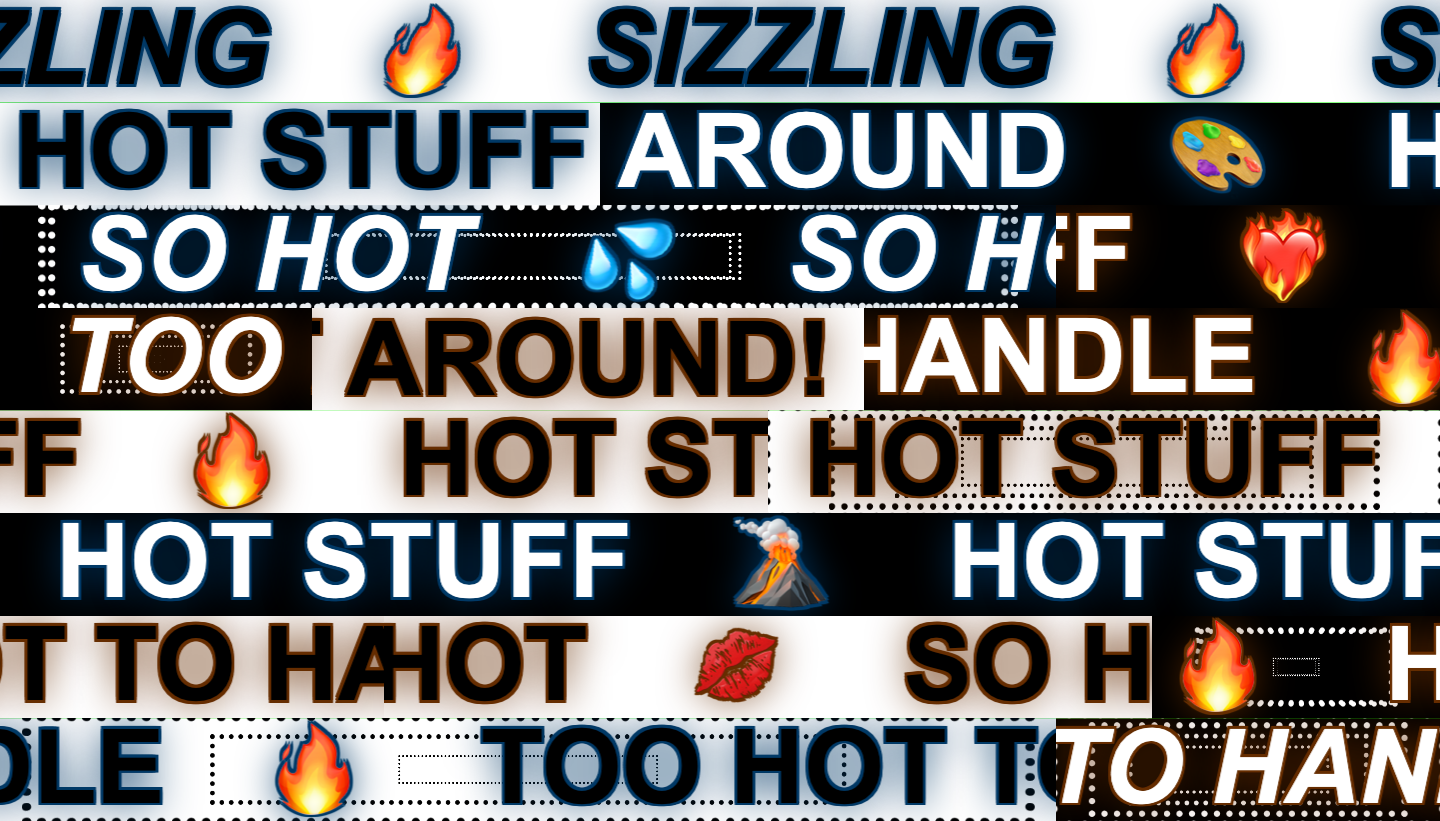 ZLING 🔥 SIZZLING 🔥 S
HOT STUFF AROUND 🎨 H
SO HOT 💦 SO H FF ❤️‍🔥
TOO AROUND! HANDLE 🔥
FF 🔥 HOT ST HOT STUFF
HOT STUFF 🌋 HOT STUF
OT TO HA HOT 💋 SO H 🔥 H
DLE 🔥 TOO HOT TO TO HAN